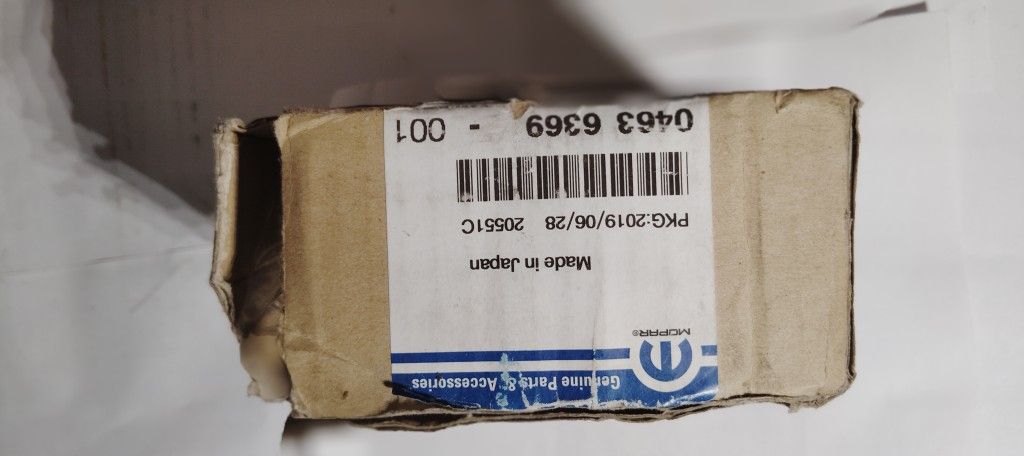 0463 6369 - 001
PKG:2019/06/28 20551C
Made in Japan
MOPAR®
Genuine Parts & Accessories